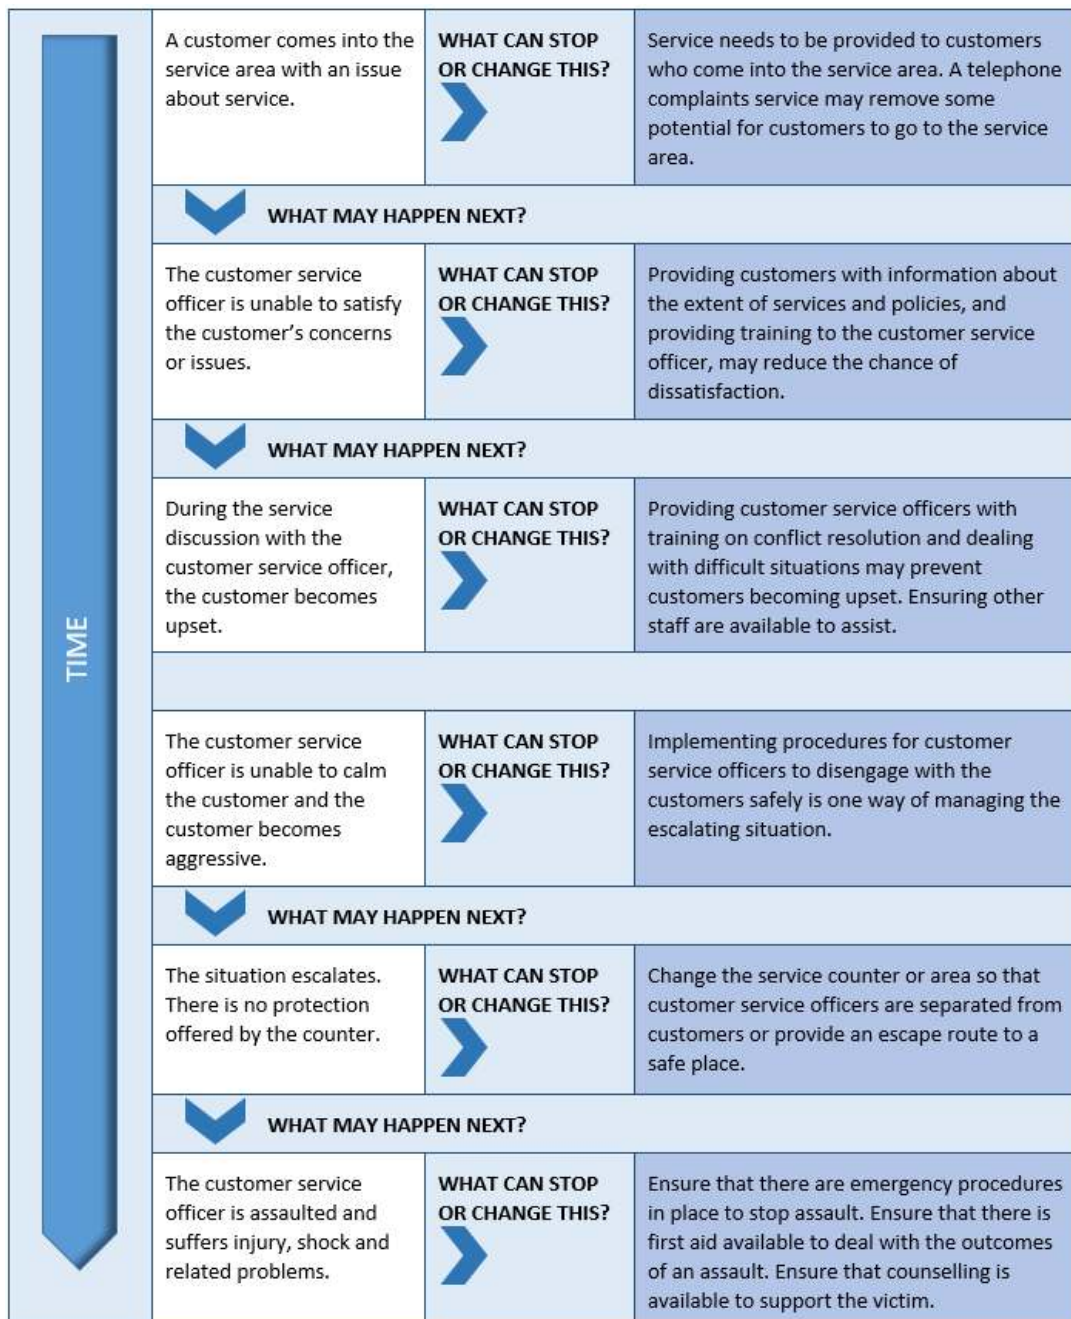 TIME
A customer comes into the
service area with an issue
about service.
WHAT CAN STOP
OR CHANGE THIS?
Service needs to be provided to customers
who come into the service area. A telephone
complaints service may remove some
potential for customers to go to the service
area.
WHAT MAY HAPPEN NEXT?
The customer service
officer is unable to satisfy
the customer’s concerns
or issues.
WHAT CAN STOP
OR CHANGE THIS?
Providing customers with information about
the extent of services and policies, and
providing training to the customer service
officer, may reduce the chance of
dissatisfaction.
WHAT MAY HAPPEN NEXT?
During the service
discussion with the
customer service officer,
the customer becomes
upset.
WHAT CAN STOP
OR CHANGE THIS?
Providing customer service officers with
training on conflict resolution and dealing
with difficult situations may prevent
customers becoming upset. Ensuring other
staff are available to assist.
The customer service
officer is unable to calm
the customer and the
customer becomes
aggressive.
WHAT CAN STOP
OR CHANGE THIS?
Implementing procedures for customer
service officers to disengage with the
customers safely is one way of managing the
escalating situation.
WHAT MAY HAPPEN NEXT?
The situation escalates.
There is no protection
offered by the counter.
WHAT CAN STOP
OR CHANGE THIS?
Change the service counter or area so that
customer service officers are separated from
customers or provide an escape route to a
safe place.
WHAT MAY HAPPEN NEXT?
The customer service
officer is assaulted and
suffers injury, shock and
related problems.
WHAT CAN STOP
OR CHANGE THIS?
Ensure that there are emergency procedures
in place to stop assault. Ensure that there is
first aid available to deal with the outcomes
of an assault. Ensure that counselling is
available to support the victim.